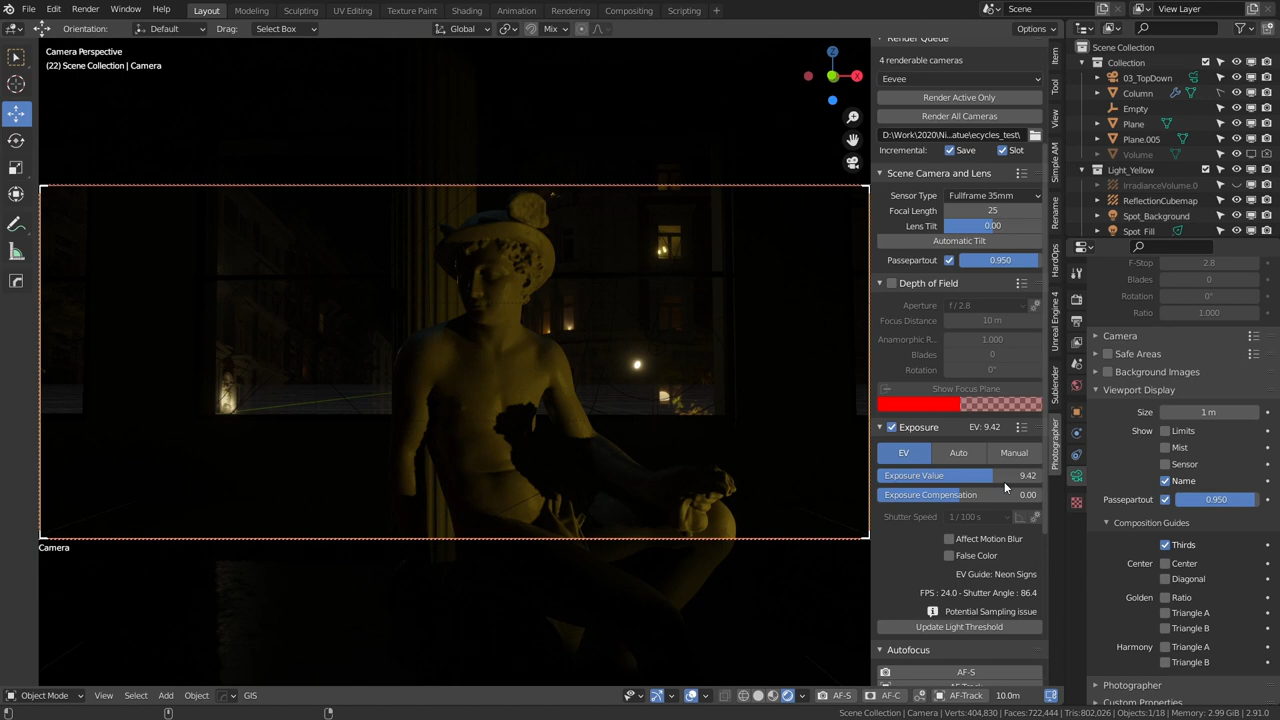 File Edit Render Window Help Layout Modeling Sculpting UV Editing Texture Paint Shading Animation Rendering Compositing Scripting + Scene View Layer
Orientation: Default Drag: Select Box Global Mix Options
Camera Perspective
(22) Scene Collection | Camera
Z
X
Camera
Render Queue
4 renderable cameras
Eevee
Render Active Only
Render All Cameras
D:\Work\2020\Ni...atue\ecycles_test\
Incremental: Save Slot
Scene Camera and Lens
Sensor Type Fullframe 35mm
Focal Length 25
Lens Tilt 0.00
Automatic Tilt
Passepartout 0.950
Depth of Field
Aperture f / 2.8
Focus Distance 10 m
Anamorphic R... 1.000
Blades 0
Rotation 0°
Show Focus Plane
Exposure EV: 9.42
EV Auto Manual
Exposure Value 9.42
Exposure Compensation 0.00
Shutter Speed 1 / 100 s
Affect Motion Blur
False Color
EV Guide: Neon Signs
FPS : 24.0 - Shutter Angle : 86.4
Potential Sampling issue
Update Light Threshold
Autofocus
AF-S
Item
Tool
View
Simple AM
Rename
HardOps
Unreal Engine 4
Sublender
Photographer
Scene Collection
Collection
03_TopDown
Column
Empty
Plane
Plane.005
Volume
Light_Yellow
IrradianceVolume.0
ReflectionCubemap
Spot_Background
Spot_Fill
F-Stop 2.8
Blades 0
Rotation 0°
Ratio 1.000
Camera
Safe Areas
Background Images
Viewport Display
Size 1 m
Show Limits
Mist
Sensor
Name
Passepartout 0.950
Composition Guides
Thirds
Center Center
Diagonal
Golden Ratio
Triangle A
Triangle B
Harmony Triangle A
Triangle B
Photographer
Custom Properties
Object Mode View Select Add Object GIS AF-S AF-C AF-Track 10.0m
Scene Collection | Camera | Verts:404,830 | Faces:722,444 | Tris:802,026 | Objects:1/18 | Memory: 2.99 GiB | 2.91.0